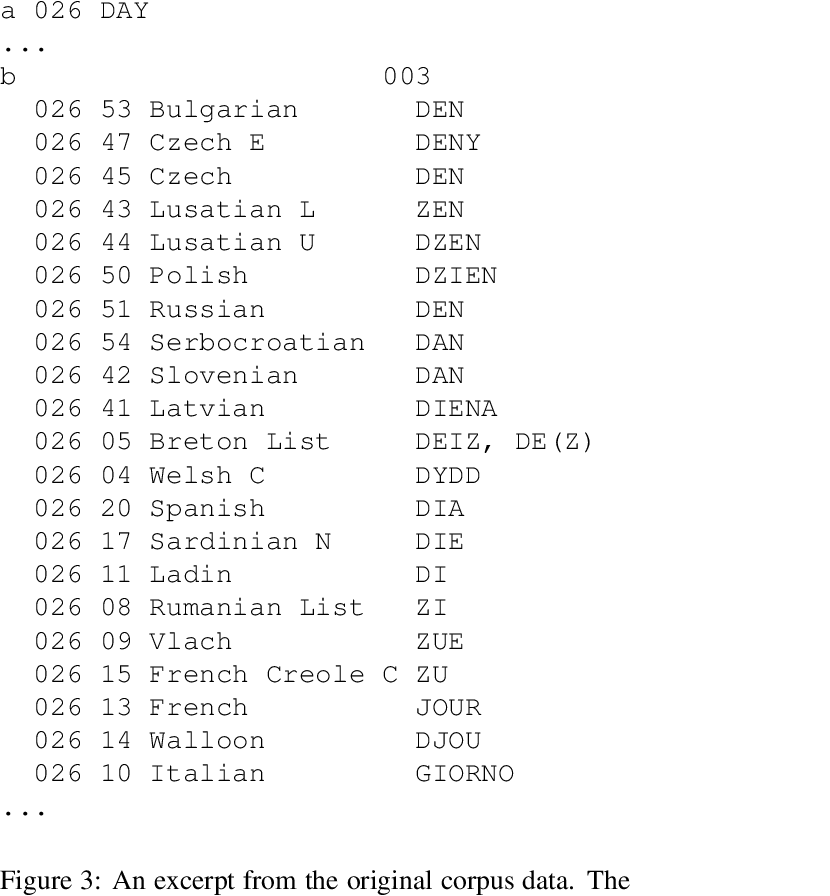 a 026 DAY
...
b                      003
  026 53 Bulgarian       DEN
  026 47 Czech E         DENY
  026 45 Czech           DEN
  026 43 Lusatian L      ZEN
  026 44 Lusatian U      DZEN
  026 50 Polish          DZIEN
  026 51 Russian         DEN
  026 54 Serbocroatian   DAN
  026 42 Slovenian       DAN
  026 41 Latvian         DIENA
  026 05 Breton List     DEIZ, DE(Z)
  026 04 Welsh C         DYDD
  026 20 Spanish         DIA
  026 17 Sardinian N     DIE
  026 11 Ladin           DI
  026 08 Rumanian List   ZI
  026 09 Vlach           ZUE
  026 15 French Creole C ZU
  026 13 French          JOUR
  026 14 Walloon         DJOU
  026 10 Italian         GIORNO
...
Figure 3: An excerpt from the original corpus data. The